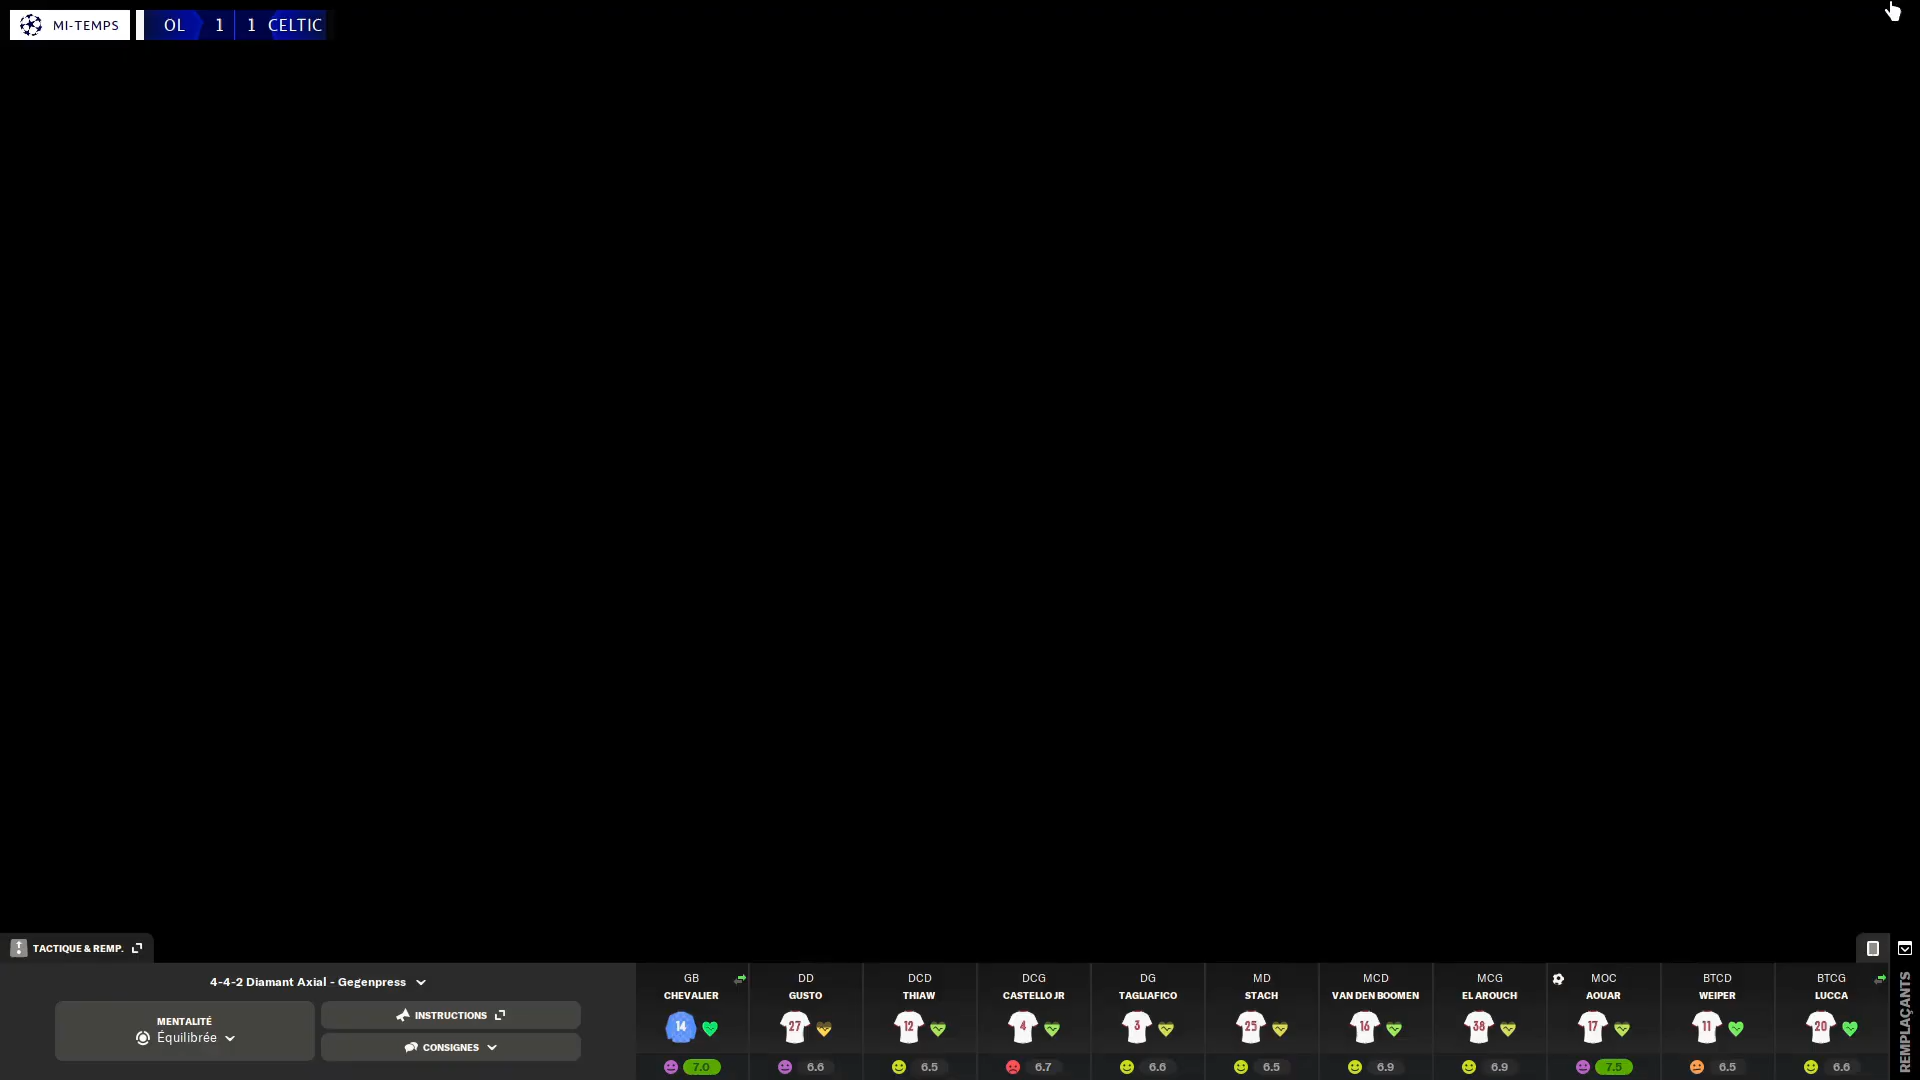 MI-TEMPS OL 1 1 CELTIC
TACTIQUE & REMP.
4-4-2 Diamant Axial - Gegenpress
MENTALITÉ
Équilibrée
INSTRUCTIONS
CONSIGNES
GB DD DCD DCG DG MD MCD MCG MOC BTCD BTCG
CHEVALIER GUSTO THIAW CASTELLO JR TAGLIAFICO STACH VAN DEN BOOMEN EL AROUCH AOUAR WEIPER LUCCA
14 27 12 4 3 25 16 38 17 11 20
7.0 6.6 6.5 6.7 6.6 6.5 6.9 6.9 7.5 6.5 6.6
REMPLAÇANTS